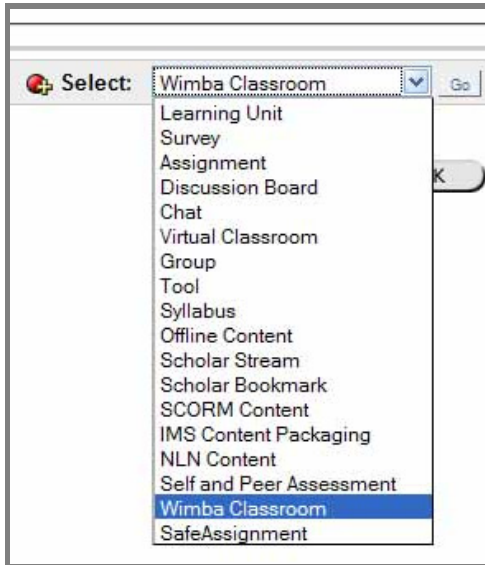 Select: Wimba Classroom Go
Learning Unit
Survey
Assignment
K
Discussion Board
Chat
Virtual Classroom
Group
Tool
Syllabus
Offline Content
Scholar Stream
Scholar Bookmark
SCORM Content
IMS Content Packaging
NLN Content
Self and Peer Assessment
Wimba Classroom
SafeAssignment